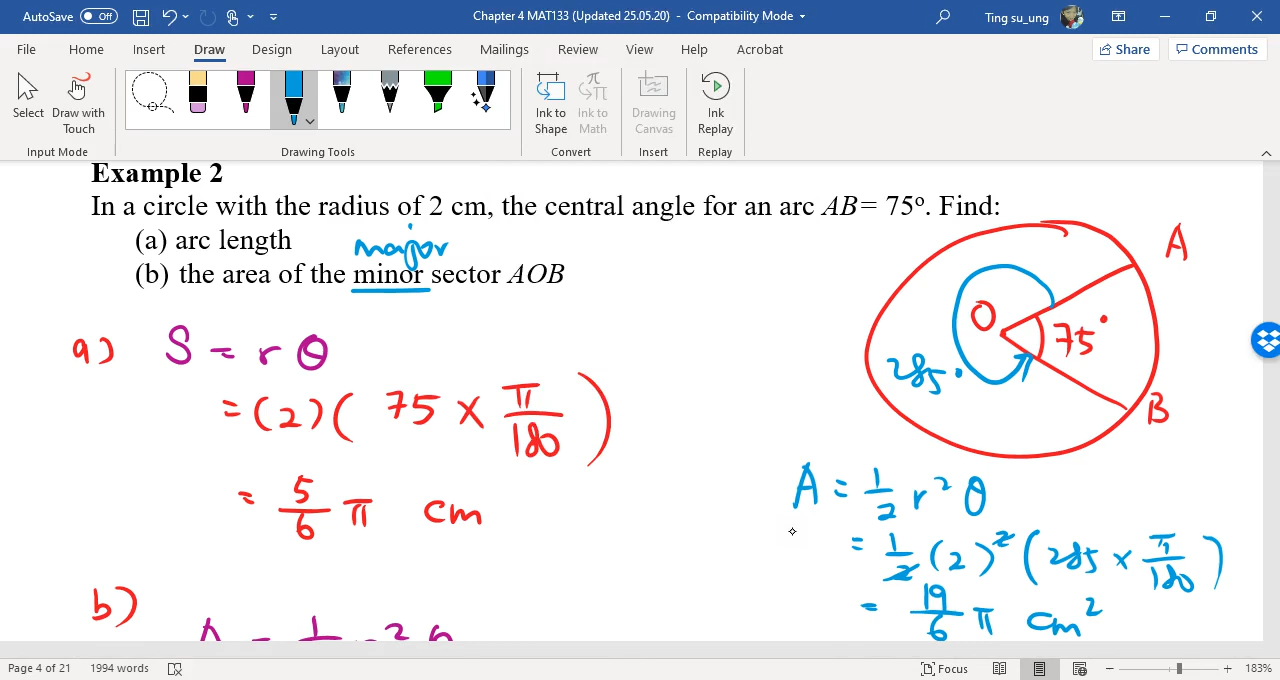 AutoSave Off Chapter 4 MAT133 (Updated 25.05.20) - Compatibility Mode Ting su_ung
File Home Insert Draw Design Layout References Mailings Review View Help Acrobat Share Comments
Select Draw with Touch Ink to Shape Ink to Math Drawing Canvas Ink Replay
Input Mode Drawing Tools Convert Insert Replay
Example 2
In a circle with the radius of 2 cm, the central angle for an arc AB= 75º. Find:
(a) arc length
major
(b) the area of the minor sector AOB
A
O
75°
285°
B
a) S = r θ
= (2)( 75 × π/180 )
= 5/6 π cm
A = 1/2 r² θ
= 1/2 (2)² (285 × π/180)
= 19/6 π cm²
b)
Page 4 of 21 1994 words Focus 183%